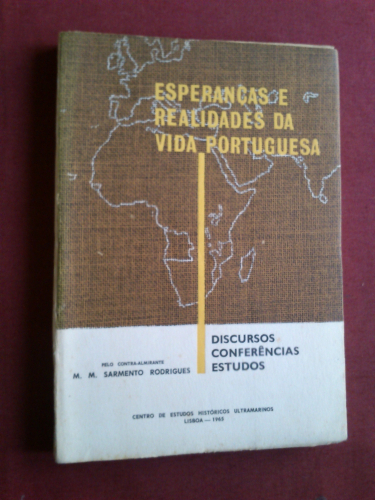 ESPERANÇAS E
REALIDADES DA
VIDA PORTUGUESA
DISCURSOS
CONFERÊNCIAS
ESTUDOS
PELO CONTRA-ALMIRANTE
M. M. SARMENTO RODRIGUES
CENTRO DE ESTUDOS HISTÓRICOS ULTRAMARINOS
LISBOA — 1965